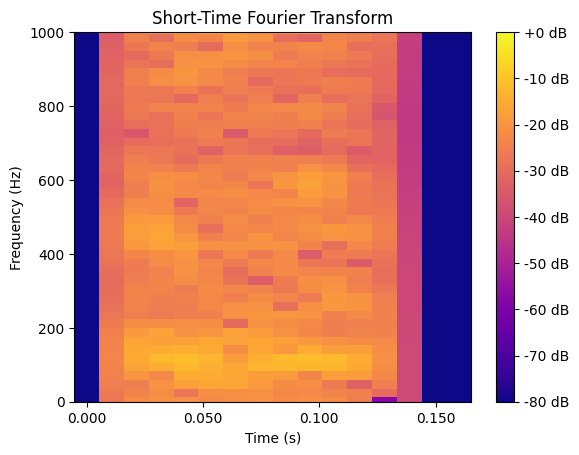 Short-Time Fourier Transform
1000
800
600
400
200
0
Frequency (Hz)
0.000
0.050
0.100
0.150
Time (s)
+0 dB
-10 dB
-20 dB
-30 dB
-40 dB
-50 dB
-60 dB
-70 dB
-80 dB